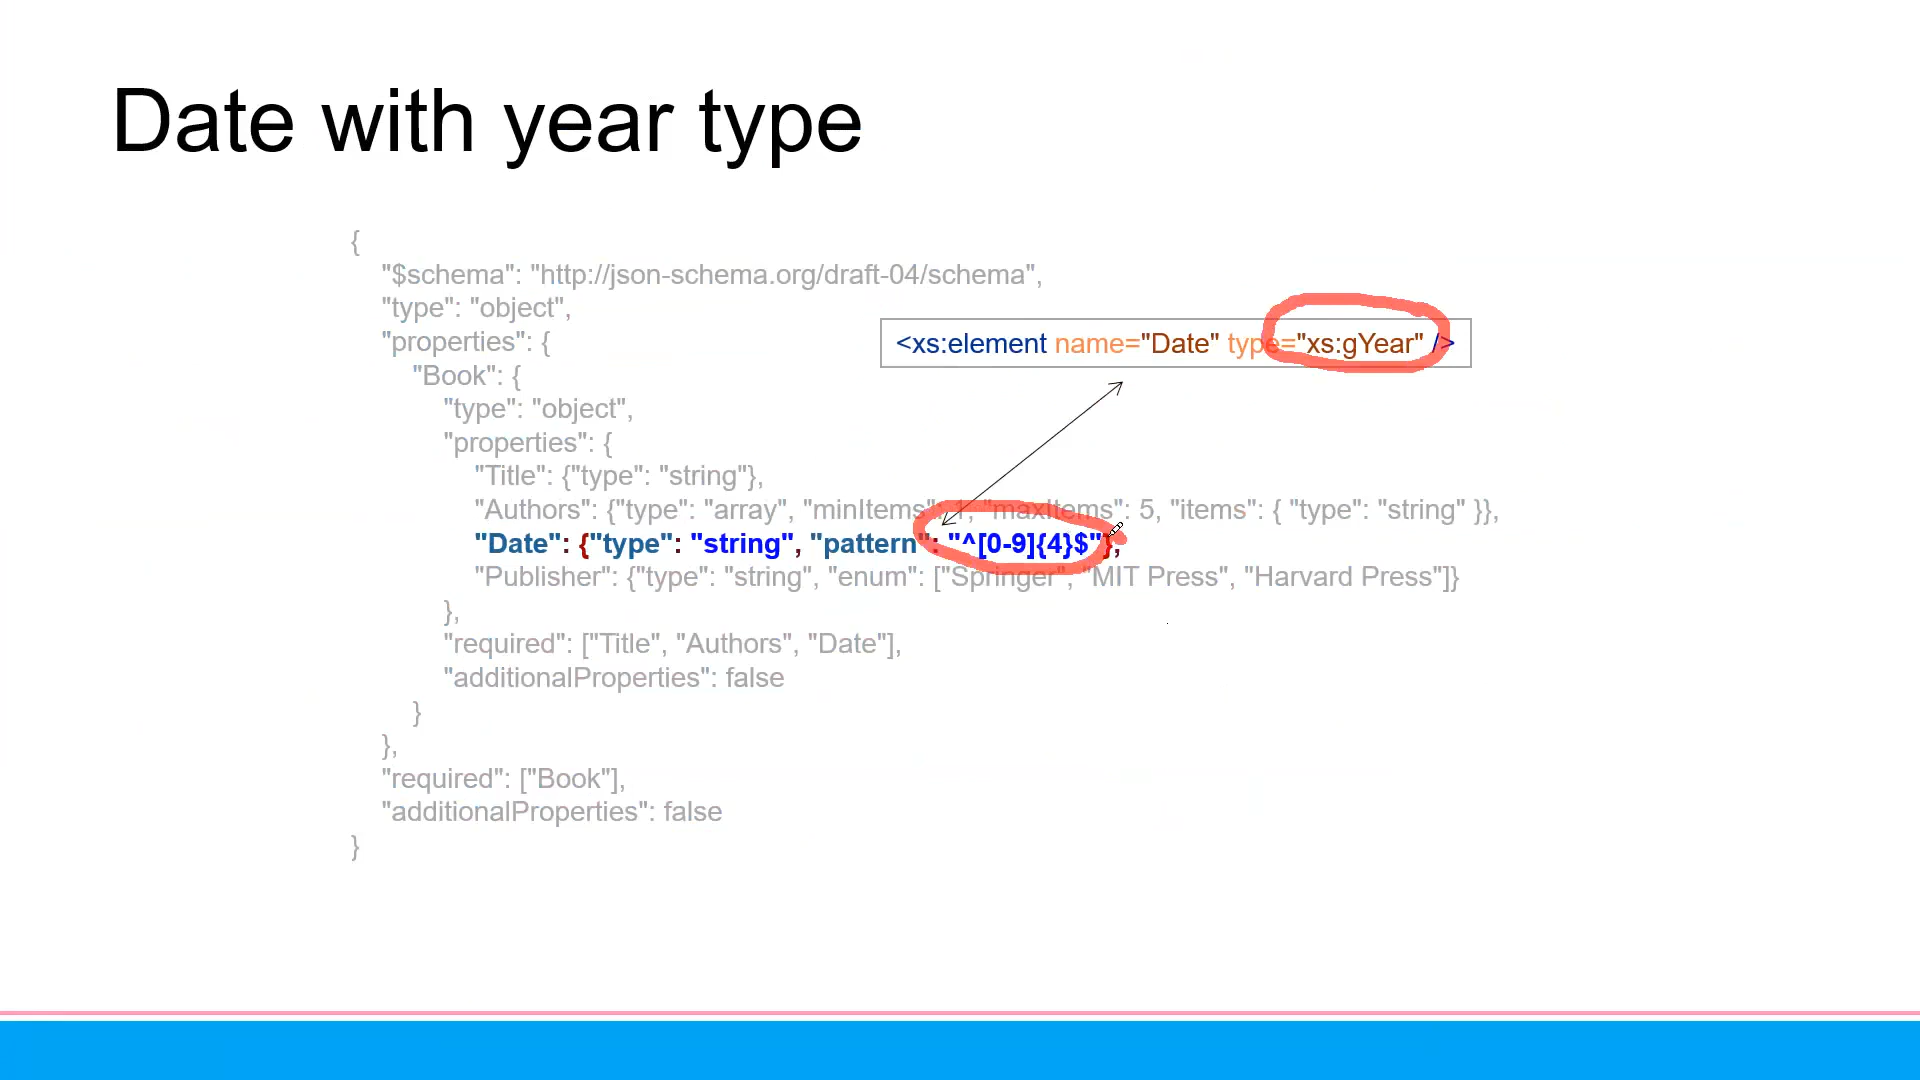 Date with year type
{
"$schema": "http://json-schema.org/draft-04/schema",
"type": "object",
"properties": {
<xs:element name="Date" type="xs:gYear" />
"Book": {
"type": "object",
"properties": {
"Title": {"type": "string"},
"Authors": {"type": "array", "minItems": 1, "maxItems": 5, "items": { "type": "string" }},
"Date": {"type": "string", "pattern": "^[0-9]{4}$"},
"Publisher": {"type": "string", "enum": ["Springer", "MIT Press", "Harvard Press"]}
},
"required": ["Title", "Authors", "Date"],
"additionalProperties": false
}
},
"required": ["Book"],
"additionalProperties": false
}